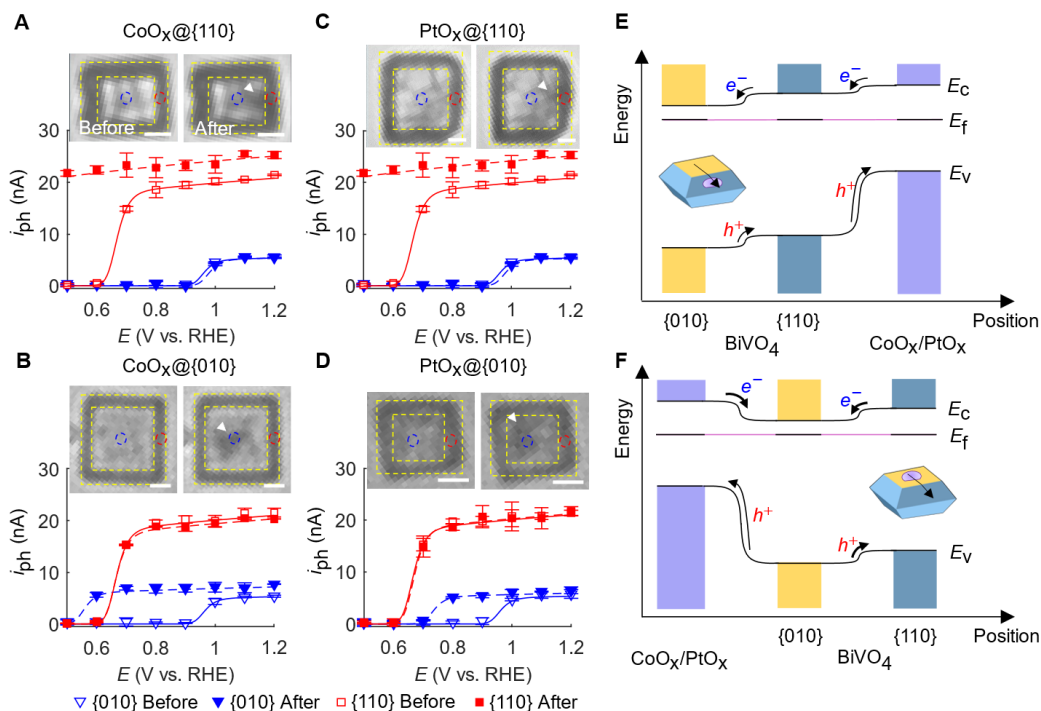 A
CoOx@{110}
Before
After
30
20
10
0
iph (nA)
0.6 0.8 1 1.2
E (V vs. RHE)
B
CoOx@{010}
30
20
10
0
iph (nA)
0.6 0.8 1 1.2
E (V vs. RHE)
C
PtOx@{110}
30
20
10
0
iph (nA)
0.6 0.8 1 1.2
E (V vs. RHE)
D
PtOx@{010}
30
20
10
0
iph (nA)
0.6 0.8 1 1.2
E (V vs. RHE)
{010} Before {010} After {110} Before {110} After
E
Energy
e− e−
Ec
Ef
Ev
h+
h+
{010} {110}
Position
BiVO4 CoOx/PtOx
F
Energy
e− e−
Ec
Ef
h+
h+
Ev
{010} {110}
Position
CoOx/PtOx BiVO4